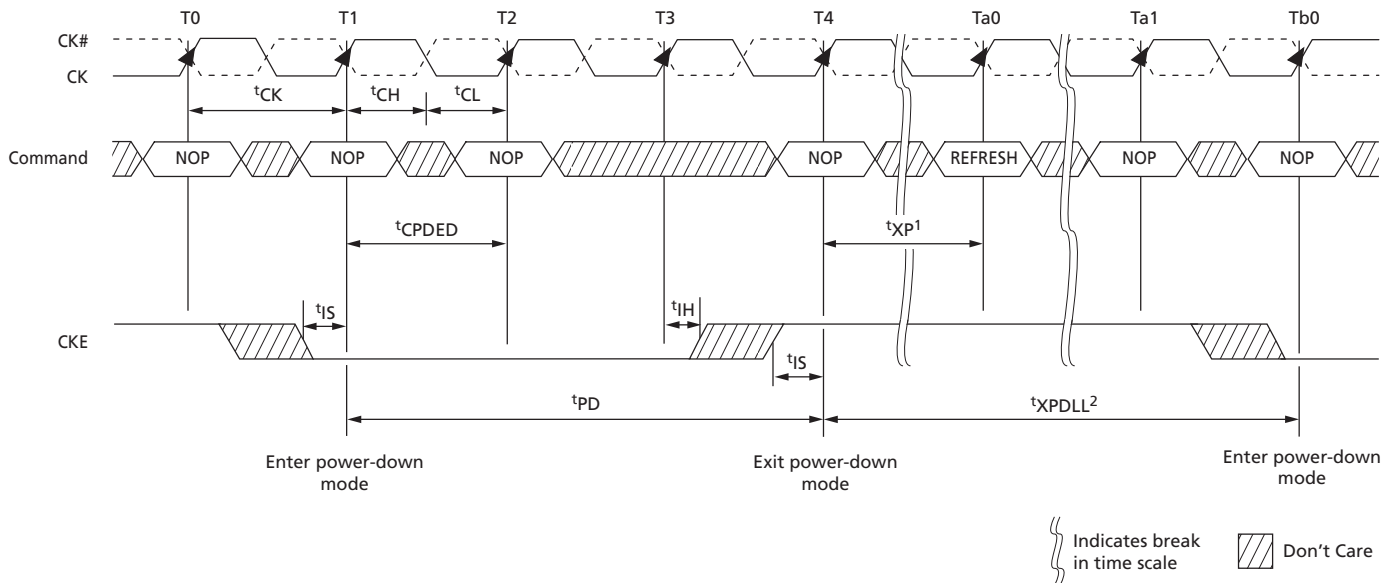 T0 T1 T2 T3 T4 Ta0 Ta1 Tb0
CK#
CK
tCK tCH tCL
Command NOP NOP NOP NOP REFRESH NOP NOP
tCPDED tXP1
tIS tIH
CKE
tIS
tPD tXPDLL2
Enter power-down
mode
Exit power-down
mode
Enter power-down
mode
Indicates break
in time scale
Don't Care